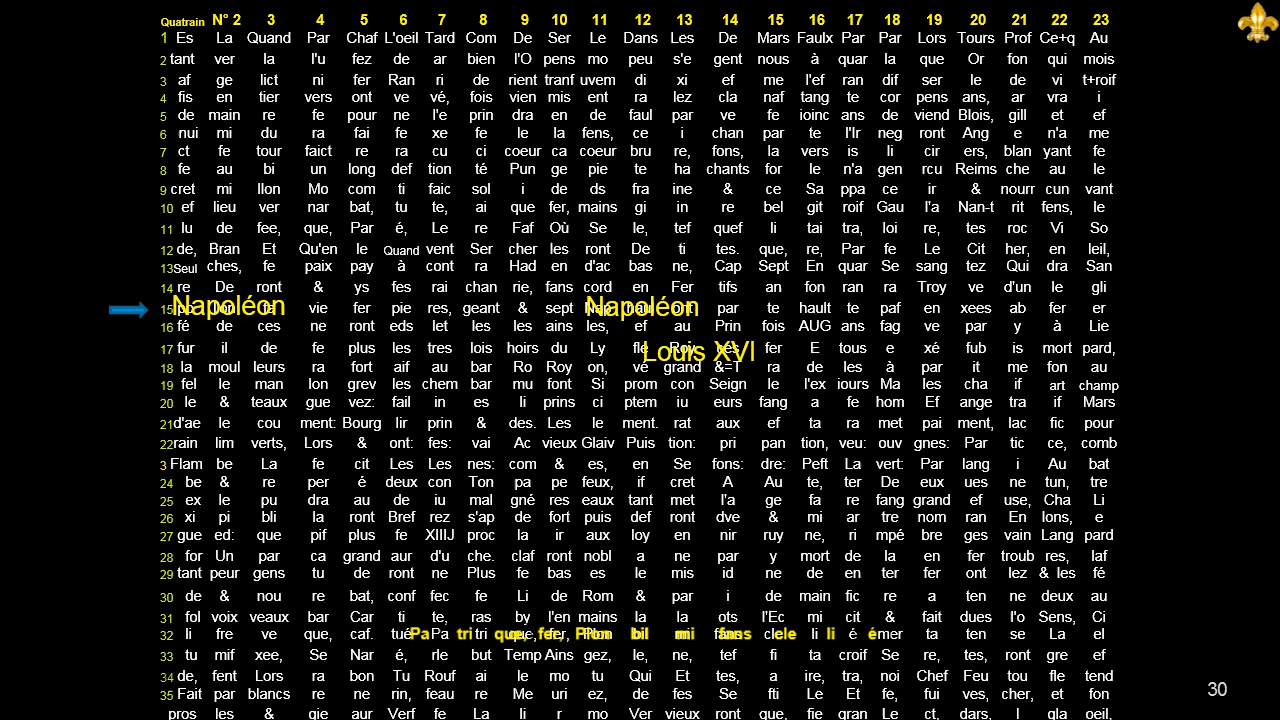 Quatrain N° 2 3 4 5 6 7 8 9 10 11 12 13 14 15 16 17 18 19 20 21 22 23
1 Es La Quand Par Chaf L'oeil Tard Com De Ser Le Dans Les De Mars Faulx Par Par Lors Tours Prof Ce+q Au
2 tant ver la l'u fez de ar bien l'O pens mo peu s'e gent nous à quar la que Or fon qui mois
3 af ge lict ni fer Ran ri de rient tranf uvem di xi ef me l'ef ran dif ser le de vi t+roif
4 fis en tier vers ont ve vé, fois vien mis ent ra lez cla naf tang te cor pens ans, ar vra i
5 de main re fe pour ne l'e prin dra en de faul par ve fe ioinc ans de viend Blois, gill et ef
6 nui mi du ra fai fe xe fe le la fens, ce i chan par te l'Ir neg ront Ang e n'a me
7 ct fe tour faict re ra cu ci coeur ca coeur bru re, fons, la vers is li cir ers, blan yant fe
8 fe au bi un long def tion té Pun ge pie te ha chants for le n'a gen rcu Reims che au le
9 cret mi llon Mo com ti faic sol i de ds fra ine & ce Sa ppa ce ir & nourr cun vant
10 ef lieu ver nar bat, tu te, ai que fer, mains gi in re bel git roif Gau l'a Nan-t rit fens, le
11 lu de fee, que, Par é, Le re Faf Où Se le, tef quef li tai tra, loi re, tes roc Vi So
12 de, Bran Et Qu'en le Quand vent Ser cher les ront De ti tes. que, re, Par fe Le Cit her, en leil,
13 Seul ches, fe paix pay à cont ra Had en d'ac bas ne, Cap Sept En quar Se sang tez Qui dra San
14 re De ront & ys fes rai chan rie, fans cord en Fer tifs an fon ran ra Troy ve d'un le gli
Napoléon Napoléon
15 vie fer pie res, geant & sept par te hault te paf en xees ab fer er
16 fé de ces ne ront eds let les les ains les, ef au Prin fois AUG ans fag ve par y à Lie
17 fur il de fe plus les tres lois hoirs du Ly fer E tous e xé fub is mort pard,
Louis XVI
18 la moul leurs ra fort aif au bar Ro Roy on, vé grand &=T ra de les à par it me fon au
19 fel le man lon grev les chem bar mu font Si prom con Seign le l'ex iours Ma les cha if art champ
20 le & teaux gue vez: fail in es li prins ci ptem iu eurs fang a fe hom Ef ange tra if Mars
21 d'ae le cou ment: Bourg lir prin & des. Les le ment. rat aux ef ta ra met pai ment, lac fic pour
22 rain lim verts, Lors & ont: fes: vai Ac vieux Glaiv Puis tion: pri pan tion, veu: ouv gnes: Par tic ce, comb
3 Flam be La fe cit Les Les nes: com & es, en Se fons: dre: Peft La vert: Par lang i Au bat
24 be & re per é deux con Ton pa pe feux, if cret A Au te, ter De eux ues ne tun, tre
25 ex le pu dra au de iu mal gné res eaux tant met l'a ge fa re fang grand ef use, Cha Li
26 xi pi bli la ront Bref rez s'ap de fort puis def ront dve & mi ar tre nom ran En lons, e
27 gue ed: que pif plus fe XIIIJ proc la ir aux loy en nir ruy ne, ri mpé bre ges vain Lang pard
28 for Un par ca grand aur d'u che. claf ront nobl a ne par y mort de la en fer troub res, laf
29 tant peur gens tu de ront ne Plus fe bas es le mis id ne de en ter fer ont lez & les fé
30 de & nou re bat, conf fec fe Li de Rom & par i de main fic re a ten ne deux au
31 fol voix veaux bar Car ti te, ras by l'en mains la la ots l'Ec mi cit & fait dues l'o Sens, Ci
32 li fre ve que, caf. tué Pa tri que, fer, bil mi fans cle li é mer ta ten se La el
Pa tri que, fer, bil mi fans cle li é
33 tu mif xee, Se Nar é, rle but Temp Ains gez, le, ne, tef fi ta croif Se re, tes, ront gre ef
34 de, fent Lors ra bon Tu Rouf ai le mo tu Qui Et tes, a ire, tra, noi Chef Feu tou fle tend
35 Fait par blancs re ne rin, feau re Me uri ez, de fes Se fti Le Et fe, fui ves, cher, et fon
pros les & gie aur Verf fe La li r mo Ver vieux ront que, fie gran Le ct, dars, l gla oeil,
30